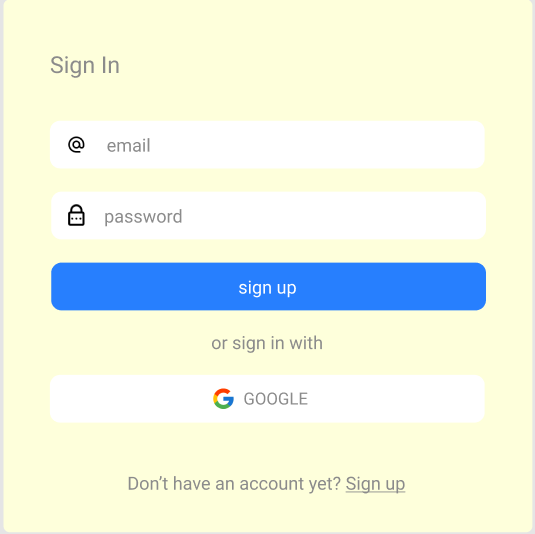 Sign In
email
password
sign up
or sign in with
GOOGLE
Don’t have an account yet? Sign up